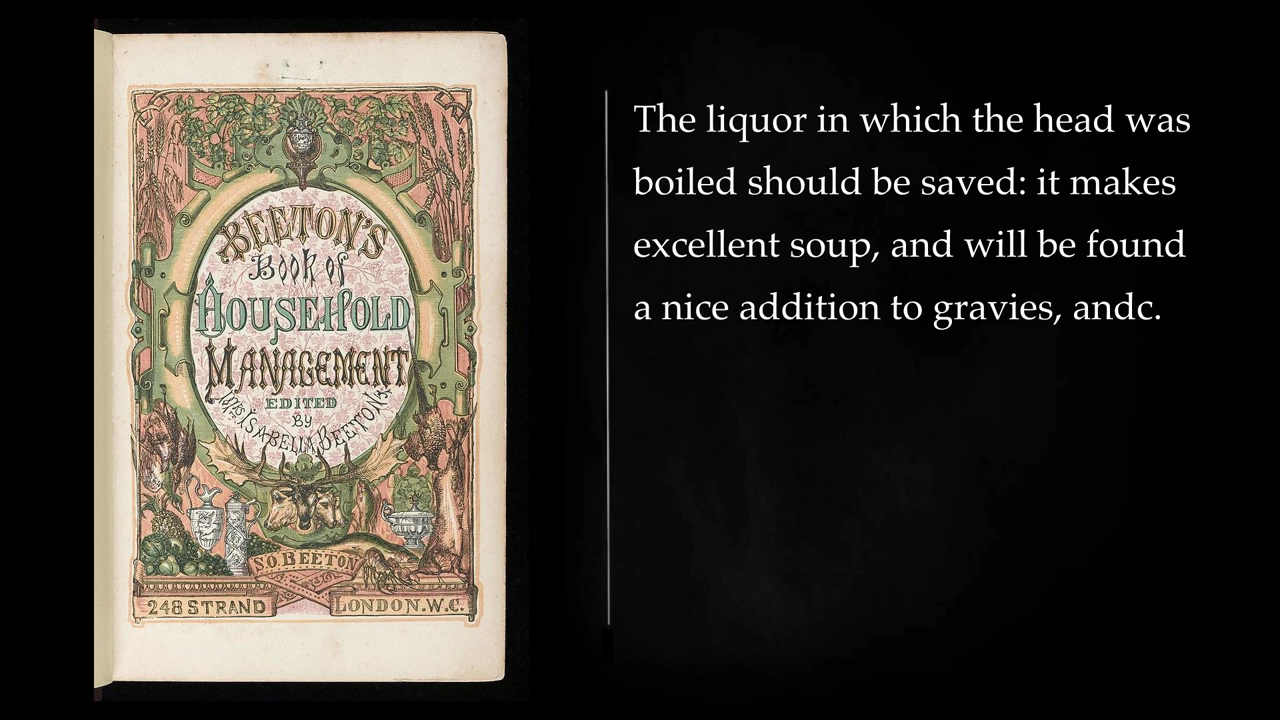 BEETON'S
Book of
HOUSEHOLD
MANAGEMENT
EDITED
BY
MRS ISABELLA BEETON
S.O. BEETON
248 STRAND
LONDON.W.C.
The liquor in which the head was
boiled should be saved: it makes
excellent soup, and will be found
a nice addition to gravies, andc.